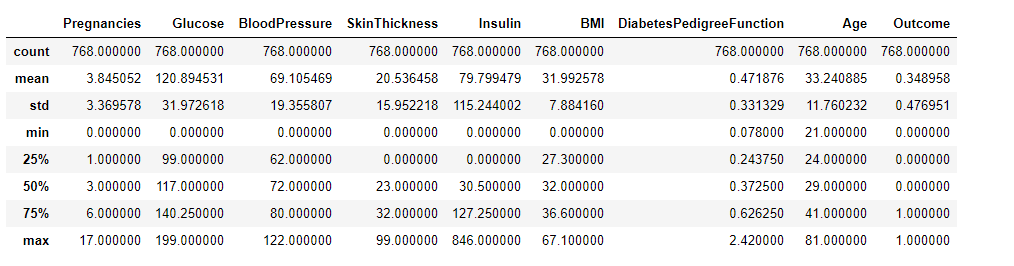 Pregnancies Glucose BloodPressure SkinThickness Insulin BMI DiabetesPedigreeFunction Age Outcome
count 768.000000 768.000000 768.000000 768.000000 768.000000 768.000000 768.000000 768.000000 768.000000
mean 3.845052 120.894531 69.105469 20.536458 79.799479 31.992578 0.471876 33.240885 0.348958
std 3.369578 31.972618 19.355807 15.952218 115.244002 7.884160 0.331329 11.760232 0.476951
min 0.000000 0.000000 0.000000 0.000000 0.000000 0.000000 0.078000 21.000000 0.000000
25% 1.000000 99.000000 62.000000 0.000000 0.000000 27.300000 0.243750 24.000000 0.000000
50% 3.000000 117.000000 72.000000 23.000000 30.500000 32.000000 0.372500 29.000000 0.000000
75% 6.000000 140.250000 80.000000 32.000000 127.250000 36.600000 0.626250 41.000000 1.000000
max 17.000000 199.000000 122.000000 99.000000 846.000000 67.100000 2.420000 81.000000 1.000000